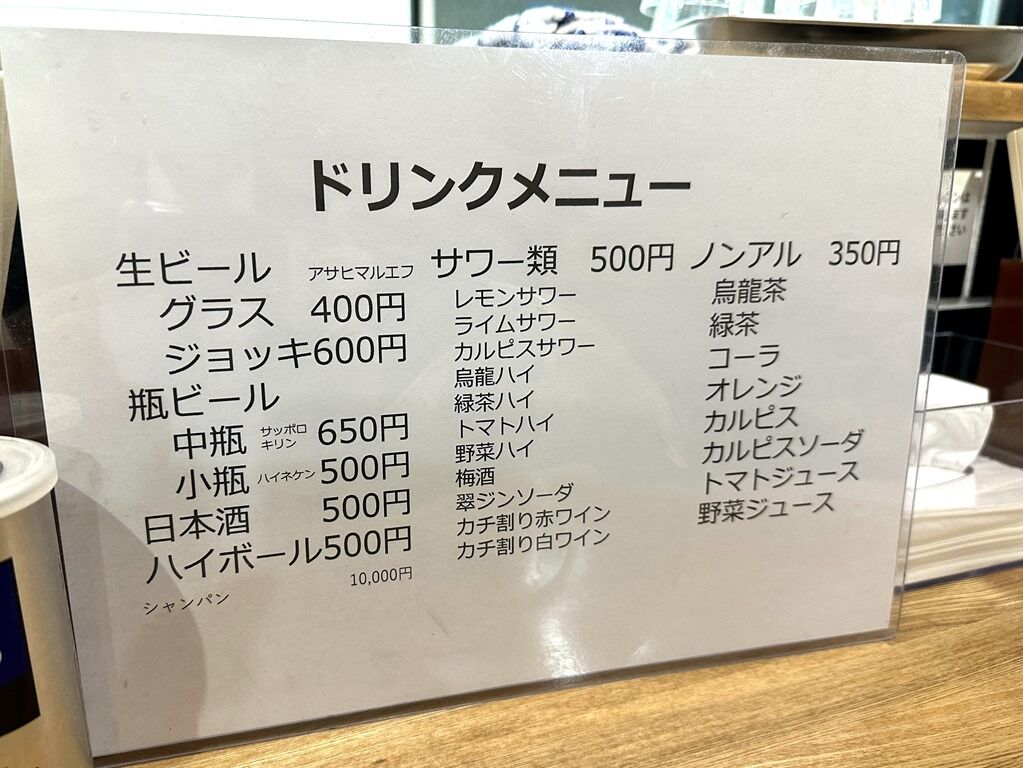 ドリンクメニュー
生ビール アサヒマルエフ
グラス 400円
ジョッキ600円
瓶ビール
中瓶 サッポロ キリン 650円
小瓶 ハイネケン 500円
日本酒 500円
ハイボール500円
シャンパン 10,000円
サワー類 500円
レモンサワー
ライムサワー
カルピスサワー
烏龍ハイ
緑茶ハイ
トマトハイ
野菜ハイ
梅酒
翠ジンソーダ
カチ割り赤ワイン
カチ割り白ワイン
ノンアル 350円
烏龍茶
緑茶
コーラ
オレンジ
カルピス
カルピスソーダ
トマトジュース
野菜ジュース